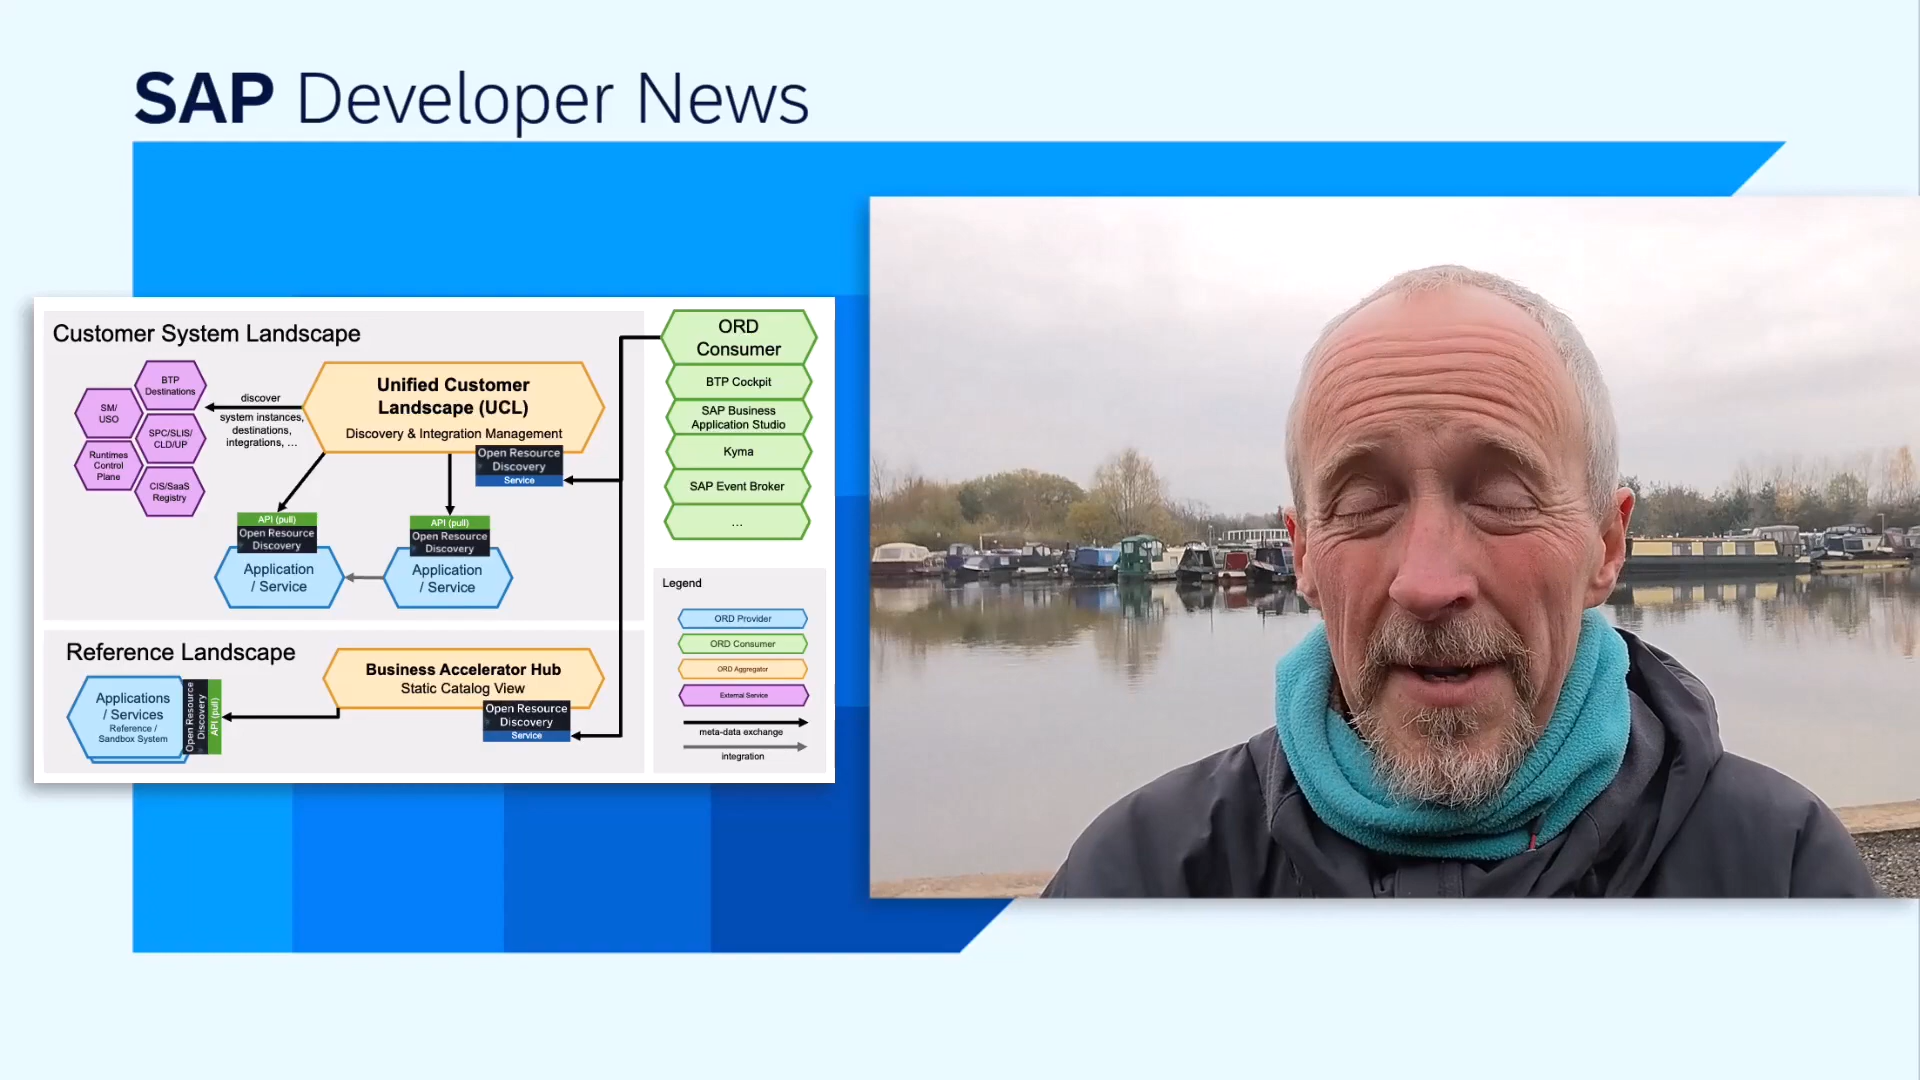 SAP Developer News
Customer System Landscape
BTP
Destinations
SM/
USO
SPC/SLIS/
CLD/UP
Runtimes
Control
Plane
CIS/SaaS
Registry
discover
system instances,
destinations,
integrations, ...
Unified Customer
Landscape (UCL)
Discovery & Integration Management
Open Resource
Discovery
Service
API (pull)
Open Resource
Discovery
Application
/ Service
API (pull)
Open Resource
Discovery
Application
/ Service
Reference Landscape
Applications
/ Services
Reference /
Sandbox System
Open Resource
Discovery
API (pull)
Business Accelerator Hub
Static Catalog View
Open Resource
Discovery
Service
ORD
Consumer
BTP Cockpit
SAP Business
Application Studio
Kyma
SAP Event Broker
...
Legend
ORD Provider
ORD Consumer
ORD Aggregator
External Service
meta-data exchange
integration